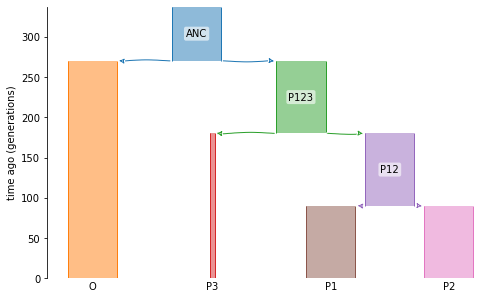 ANC
P123
P12
time ago (generations)
300
250
200
150
100
50
0
O
P3
P1
P2